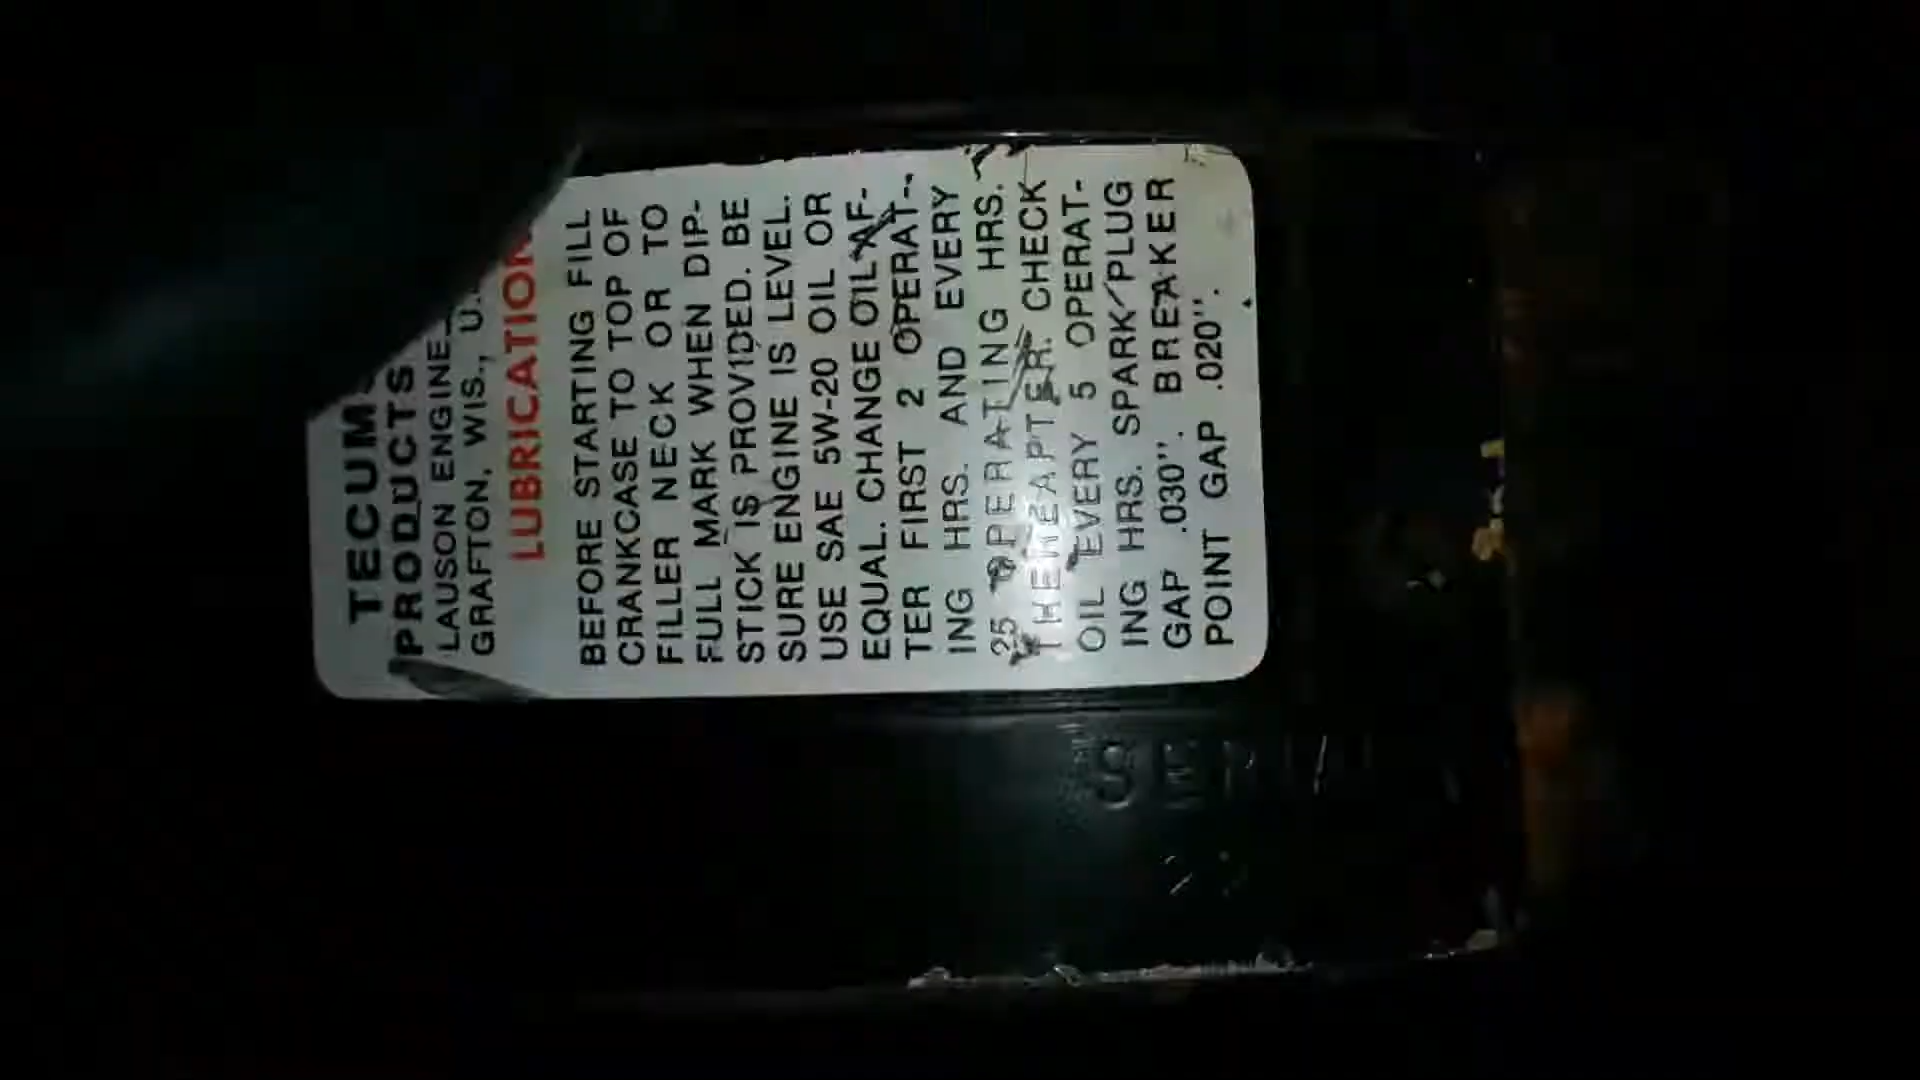 TECUM
PRODUCTS
LAUSON ENGINE
GRAFTON, WIS., U.
LUBRICATION
BEFORE STARTING FILL
CRANKCASE TO TOP OF
FILLER NECK OR TO
FULL MARK WHEN DIP-
STICK IS PROVIDED. BE
SURE ENGINE IS LEVEL.
USE SAE 5W-20 OIL OR
EQUAL. CHANGE OIL AF-
TER FIRST 2 OPERAT-
ING HRS. AND EVERY
25 OPERATING HRS.
THEREAFTER. CHECK
OIL EVERY 5 OPERAT-
ING HRS. SPARK PLUG
GAP .030". BREAKER
POINT GAP .020".